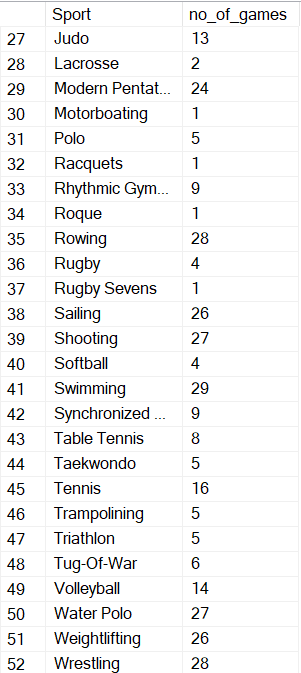 Sport no_of_games
27 Judo 13
28 Lacrosse 2
29 Modern Pentat... 24
30 Motorboating 1
31 Polo 5
32 Racquets 1
33 Rhythmic Gym... 9
34 Roque 1
35 Rowing 28
36 Rugby 4
37 Rugby Sevens 1
38 Sailing 26
39 Shooting 27
40 Softball 4
41 Swimming 29
42 Synchronized ... 9
43 Table Tennis 8
44 Taekwondo 5
45 Tennis 16
46 Trampolining 5
47 Triathlon 5
48 Tug-Of-War 6
49 Volleyball 14
50 Water Polo 27
51 Weightlifting 26
52 Wrestling 28